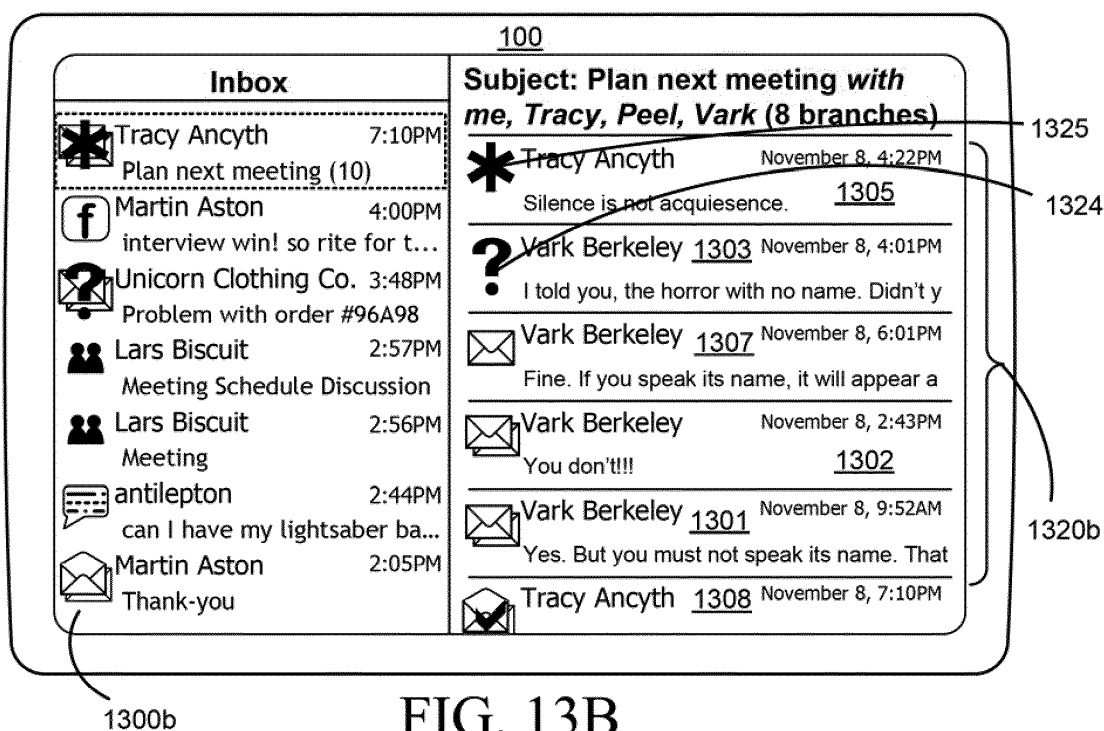 100
Inbox
Tracy Ancyth 7:10PM
Plan next meeting (10)
f Martin Aston 4:00PM
interview win! so rite for t...
? Unicorn Clothing Co. 3:48PM
Problem with order #96A98
Lars Biscuit 2:57PM
Meeting Schedule Discussion
Lars Biscuit 2:56PM
Meeting
antilepton 2:44PM
can I have my lightsaber ba...
Martin Aston 2:05PM
Thank-you
Subject: Plan next meeting with
me, Tracy, Peel, Vark (8 branches)
Tracy Ancyth November 8, 4:22PM
Silence is not acquiesence. 1305
? Vark Berkeley 1303 November 8, 4:01PM
I told you, the horror with no name. Didn't y
Vark Berkeley 1307 November 8, 6:01PM
Fine. If you speak its name, it will appear a
Vark Berkeley November 8, 2:43PM
You don't!!! 1302
Vark Berkeley 1301 November 8, 9:52AM
Yes. But you must not speak its name. That
Tracy Ancyth 1308 November 8, 7:10PM
1325
1324
1320b
1300b
FIG. 13B